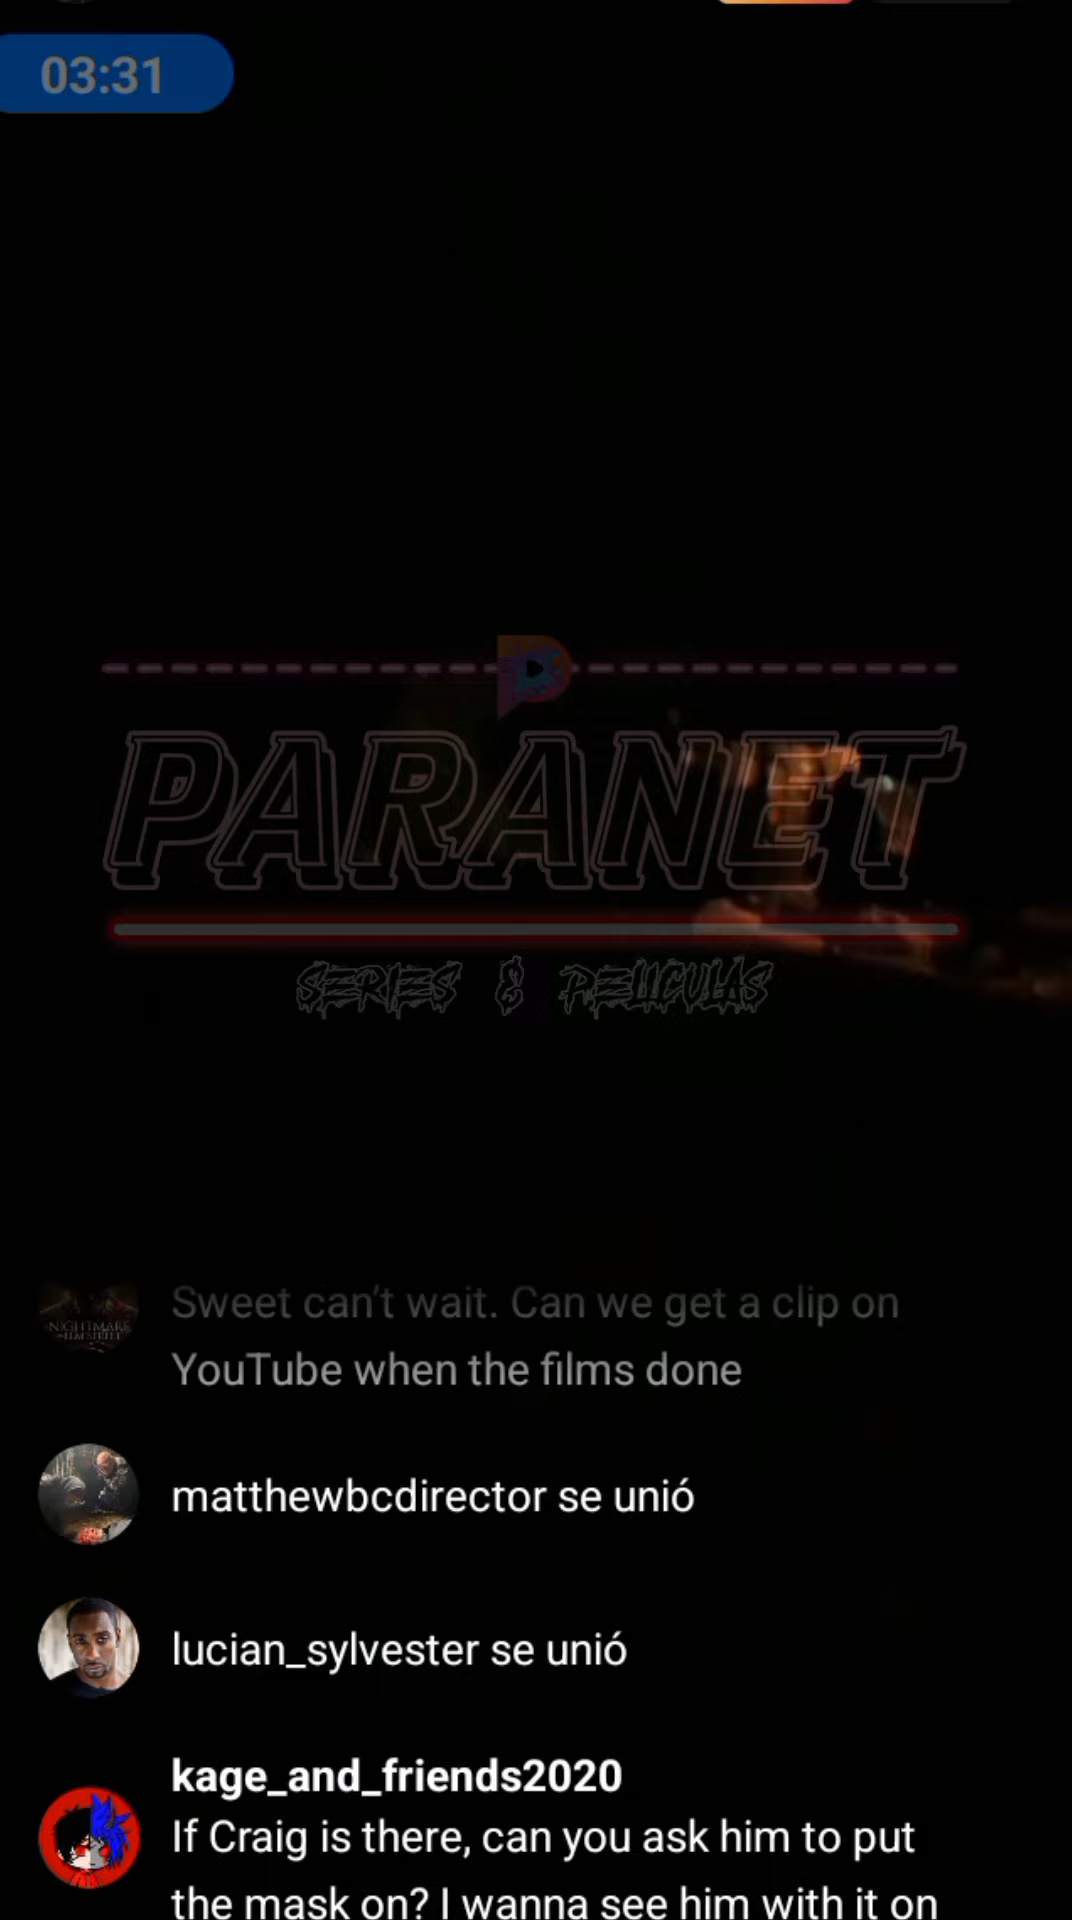 03:31
PARANET
SERIES & PELICULAS
Sweet can't wait. Can we get a clip on
YouTube when the films done
NIGHTMARE
matthewbcdirector se unió
lucian_sylvester se unió
kage_and_friends2020
If Craig is there, can you ask him to put
the mask on? I wanna see him with it on